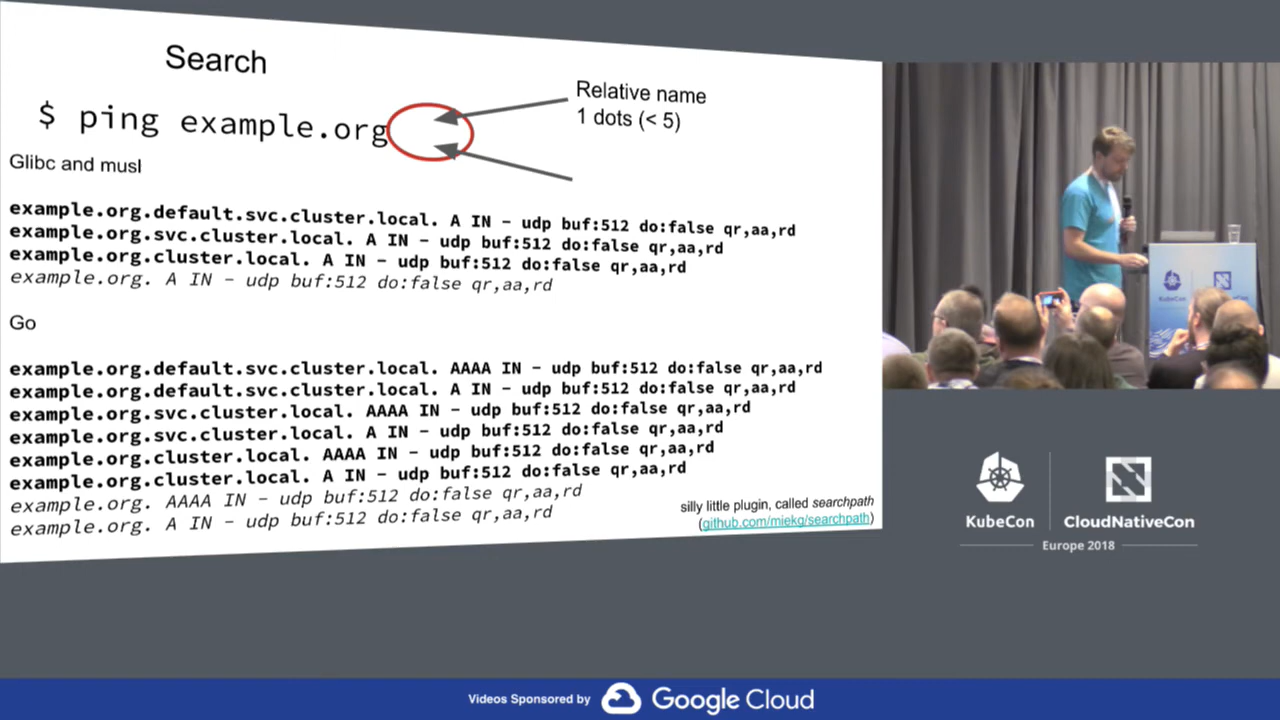 Search
$ ping example.org
Relative name
1 dots (< 5)
Glibc and musl
example.org.default.svc.cluster.local. A IN - udp buf:512 do:false qr,aa,rd
example.org.svc.cluster.local. A IN - udp buf:512 do:false qr,aa,rd
example.org.cluster.local. A IN - udp buf:512 do:false qr,aa,rd
example.org. A IN - udp buf:512 do:false qr,aa,rd
Go
example.org.default.svc.cluster.local. AAAA IN - udp buf:512 do:false qr,aa,rd
example.org.default.svc.cluster.local. A IN - udp buf:512 do:false qr,aa,rd
example.org.svc.cluster.local. AAAA IN - udp buf:512 do:false qr,aa,rd
example.org.svc.cluster.local. A IN - udp buf:512 do:false qr,aa,rd
example.org.cluster.local. AAAA IN - udp buf:512 do:false qr,aa,rd
example.org.cluster.local. A IN - udp buf:512 do:false qr,aa,rd
example.org. AAAA IN - udp buf:512 do:false qr,aa,rd
example.org. A IN - udp buf:512 do:false qr,aa,rd
silly little plugin, called searchpath
(github.com/miekg/searchpath)
KubeCon
KubeCon CloudNativeCon
Europe 2018
Videos Sponsored by Google Cloud